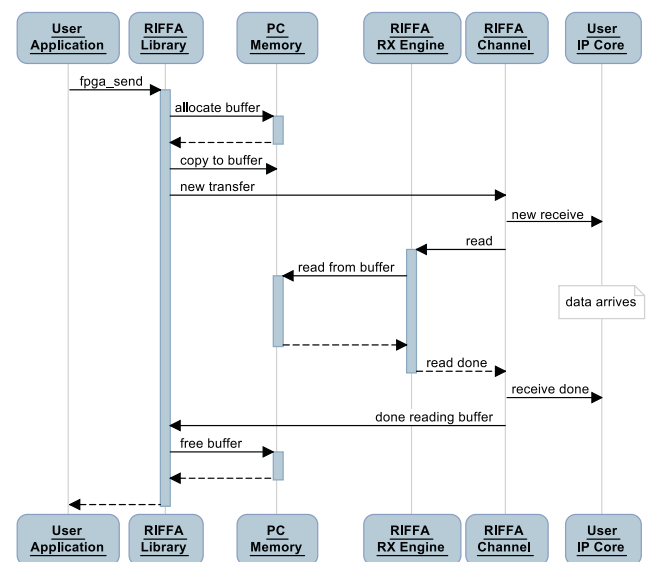 User RIFFA PC RIFFA RIFFA User
Application Library Memory RX Engine Channel IP Core
fpga_send
allocate buffer
copy to buffer
new transfer
new receive
read
read from buffer
data arrives
read done
receive done
done reading buffer
free buffer
User RIFFA PC RIFFA RIFFA User
Application Library Memory RX Engine Channel IP Core